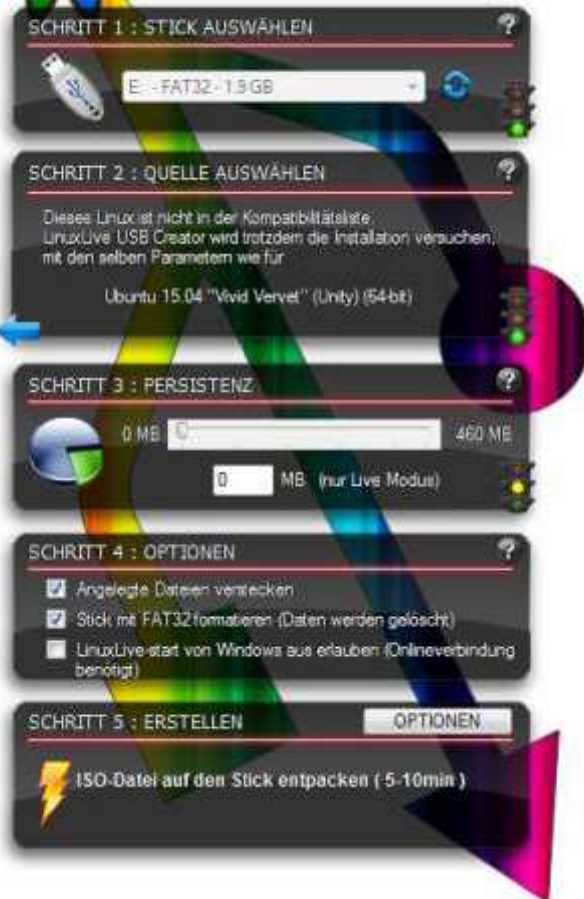 SCHRITT 1 : STICK AUSWÄHLEN
?
E: - FAT32 - 1.9 GB
SCHRITT 2 : QUELLE AUSWÄHLEN
?
Dieses Linux ist nicht in der Kompatibilitätsliste.
LinuxLive USB Creator wird trotzdem die Installation versuchen,
mit den selben Parametern wie für
Ubuntu 15.04 "Vivid Vervet" (Unity) (64-bit)
SCHRITT 3 : PERSISTENZ
?
0 MB
460 MB
0
MB (nur Live Modus)
SCHRITT 4 : OPTIONEN
?
Angelegte Dateien verstecken
Stick mit FAT32 formatieren (Daten werden gelöscht)
LinuxLive-start von Windows aus erlauben (Onlineverbindung
benötigt)
SCHRITT 5 : ERSTELLEN
OPTIONEN
ISO-Datei auf den Stick entpacken ( 5-10min )